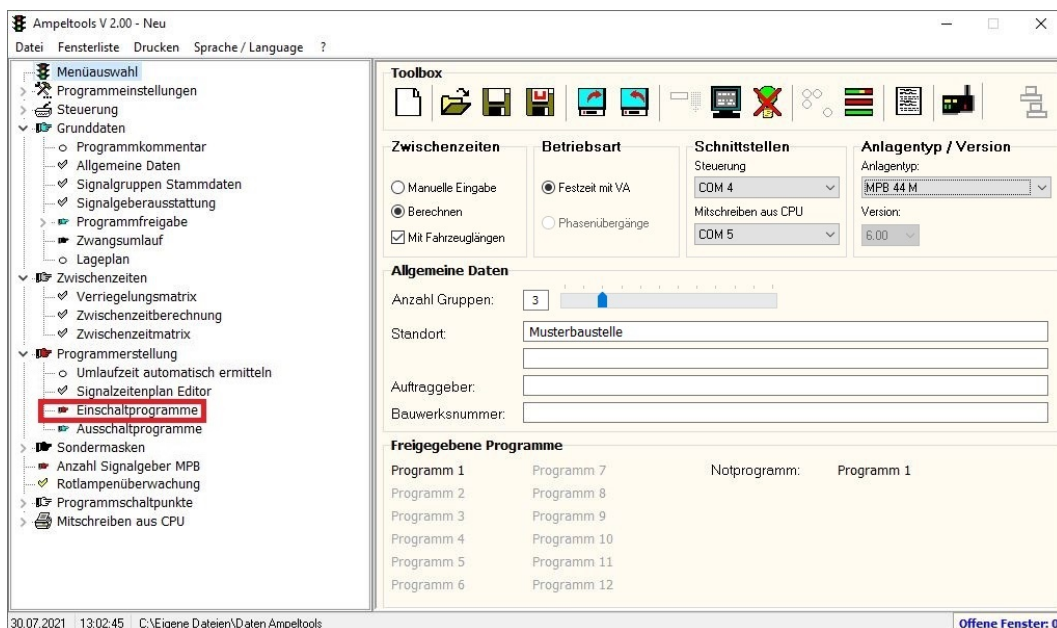 Ampeltools V 2.00 - Neu
Datei Fensterliste Drucken Sprache / Language ?
Menüauswahl
Programmeinstellungen
Steuerung
Grunddaten
Programmkommentar
Allgemeine Daten
Signalgruppen Stammdaten
Signalgeberausstattung
Programmfreigabe
Zwangsumlauf
Lageplan
Zwischenzeiten
Verriegelungsmatrix
Zwischenzeitberechnung
Zwischenzeitmatrix
Programmerstellung
Umlaufzeit automatisch ermitteln
Signalzeitenplan Editor
Einschaltprogramme
Ausschaltprogramme
Sondermasken
Anzahl Signalgeber MPB
Rotlampenüberwachung
Programmschaltpunkte
Mitschreiben aus CPU
Toolbox
Zwischenzeiten
Manuelle Eingabe
Berechnen
Mit Fahrzeuglängen
Betriebsart
Festzeit mit VA
Phasenübergänge
Schnittstellen
Steuerung
COM 4
Mitschreiben aus CPU
COM 5
Anlagentyp / Version
Anlagentyp:
MPB 44 M
Version:
6.00
Allgemeine Daten
Anzahl Gruppen: 3
Standort: Musterbaustelle
Auftraggeber:
Bauwerksnummer:
Freigegebene Programme
Programm 1 Programm 7 Notprogramm: Programm 1
Programm 2 Programm 8
Programm 3 Programm 9
Programm 4 Programm 10
Programm 5 Programm 11
Programm 6 Programm 12
30.07.2021 13:02:45 C:\Eigene Dateien\Daten Ampeltools Offene Fenster: 0